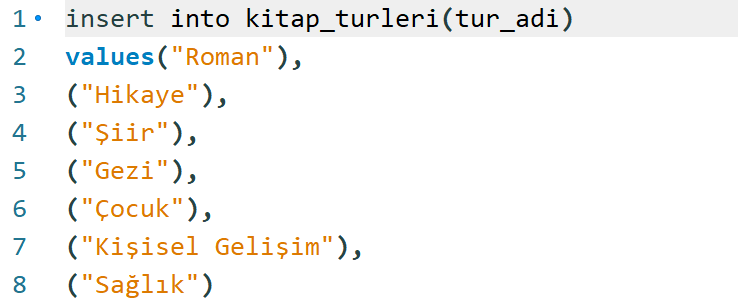 1 insert into kitap_turleri(tur_adi)
2 values("Roman"),
3 ("Hikaye"),
4 ("Şiir"),
5 ("Gezi"),
6 ("Çocuk"),
7 ("Kişisel Gelişim"),
8 ("Sağlık")